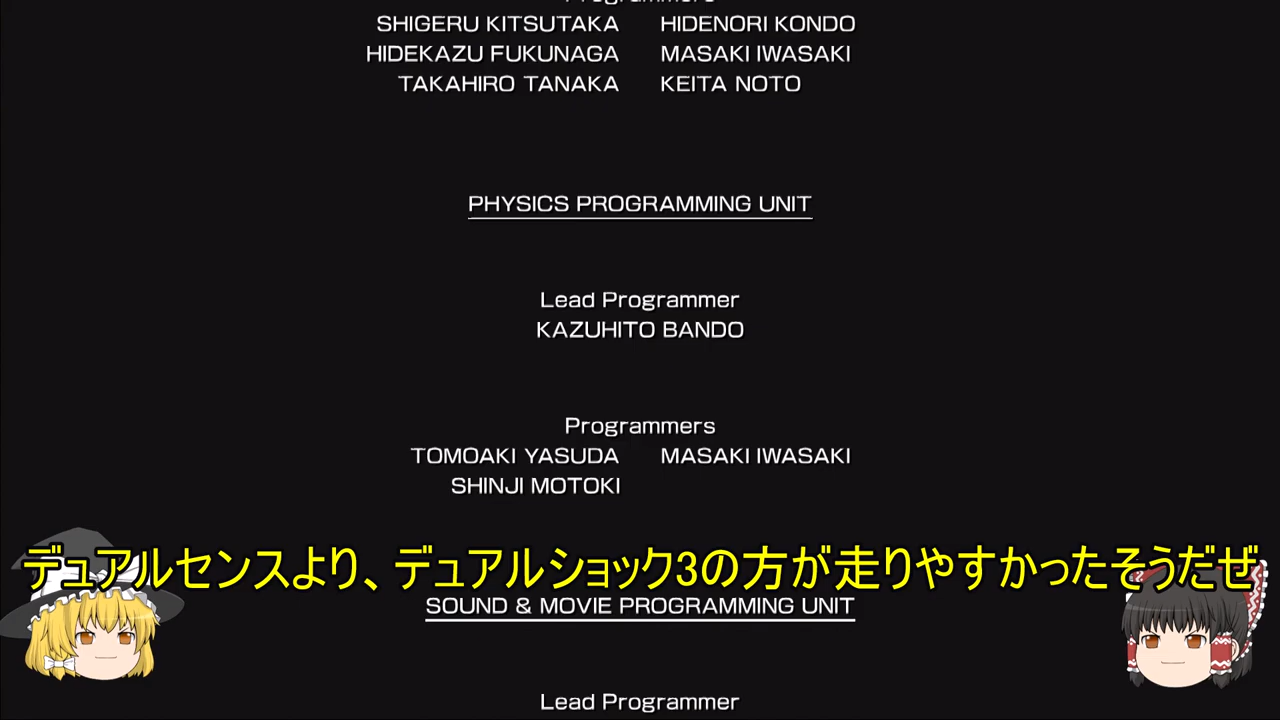 Programmers
SHIGERU KITSUTAKA HIDENORI KONDO
HIDEKAZU FUKUNAGA MASAKI IWASAKI
TAKAHIRO TANAKA KEITA NOTO
PHYSICS PROGRAMMING UNIT
Lead Programmer
KAZUHITO BANDO
Programmers
TOMOAKI YASUDA MASAKI IWASAKI
SHINJI MOTOKI
デュアルセンスより、デュアルショック3の方が走りやすかったそうだぜ
SOUND & MOVIE PROGRAMMING UNIT
Lead Programmer